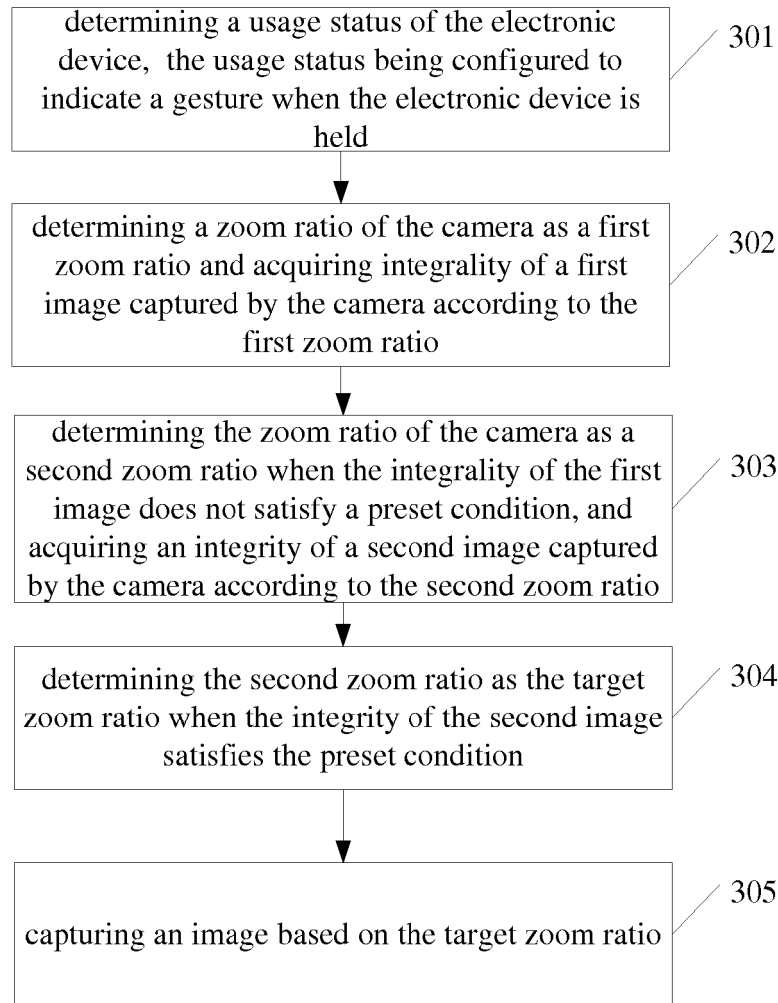 determining a usage status of the electronic
device,  the usage status being configured to
indicate a gesture when the electronic device is
held
301
determining a zoom ratio of the camera as a first
zoom ratio and acquiring integrality of a first
image captured by the camera according to the
first zoom ratio
302
determining the zoom ratio of the camera as a
second zoom ratio when the integrality of the first
image does not satisfy a preset condition, and
acquiring an integrity of a second image captured
by the camera according to the second zoom ratio
303
determining the second zoom ratio as the target
zoom ratio when the integrity of the second image
satisfies the preset condition
304
capturing an image based on the target zoom ratio
305